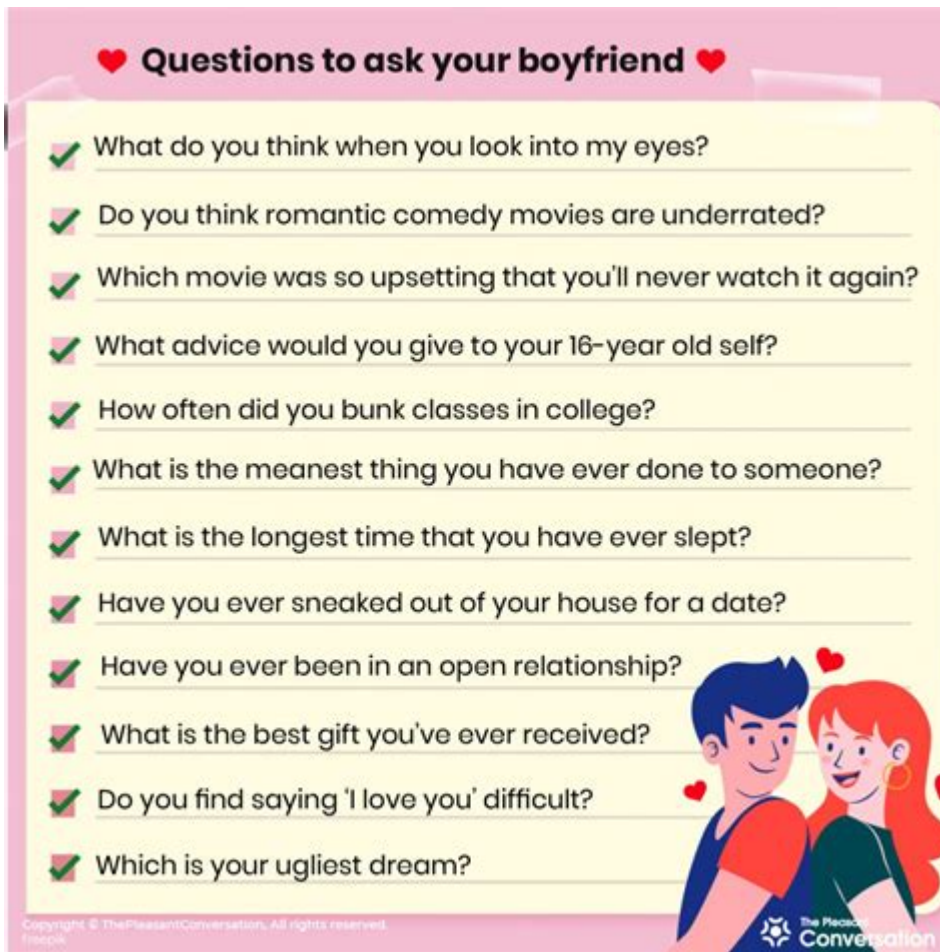 Questions to ask your boyfriend
What do you think when you look into my eyes?
Do you think romantic comedy movies are underrated?
Which movie was so upsetting that you'll never watch it again?
What advice would you give to your 16-year old self?
How often did you bunk classes in college?
What is the meanest thing you have ever done to someone?
What is the longest time that you have ever slept?
Have you ever sneaked out of your house for a date?
Have you ever been in an open relationship?
What is the best gift you've ever received?
Do you find saying 'I love you' difficult?
Which is your ugliest dream?
Copyright © ThePleasantConversation, All rights reserved.
Freepik
The Pleasant
Conversation